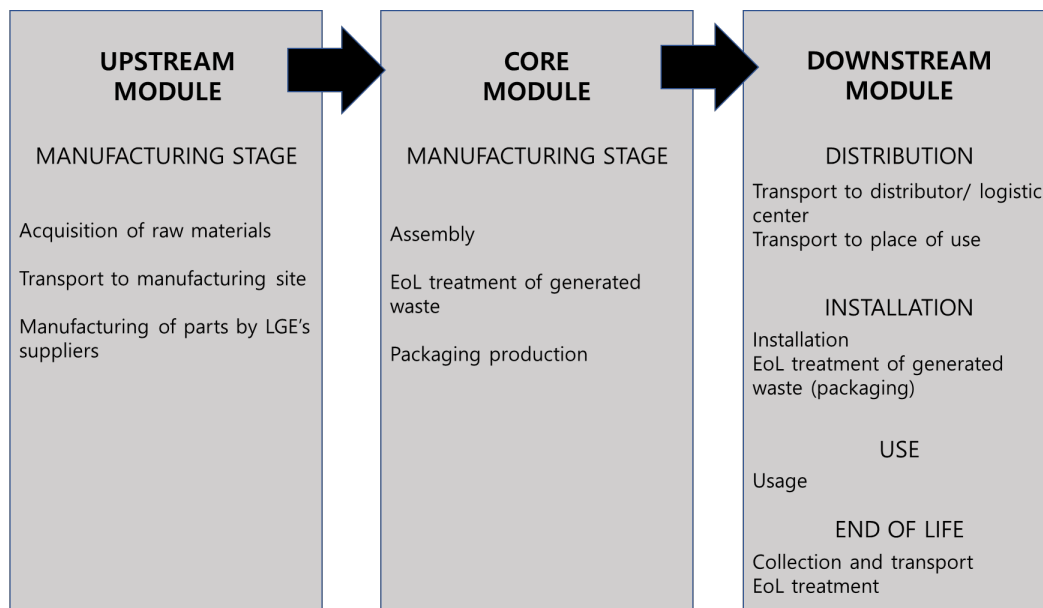 UPSTREAM
MODULE
MANUFACTURING STAGE
Acquisition of raw materials
Transport to manufacturing site
Manufacturing of parts by LGE's
suppliers
CORE
MODULE
MANUFACTURING STAGE
Assembly
EoL treatment of generated
waste
Packaging production
DOWNSTREAM
MODULE
DISTRIBUTION
Transport to distributor/ logistic
center
Transport to place of use
INSTALLATION
Installation
EoL treatment of generated
waste (packaging)
USE
Usage
END OF LIFE
Collection and transport
EoL treatment